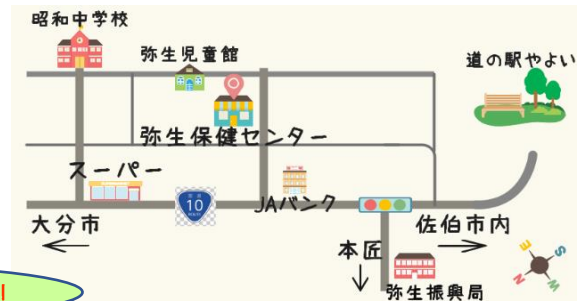 昭和中学校
弥生児童館
道の駅やよい
弥生保健センター
スーパー
10
JAバンク
大分市
佐伯市内
本匠
弥生振興局
E
S
N
W